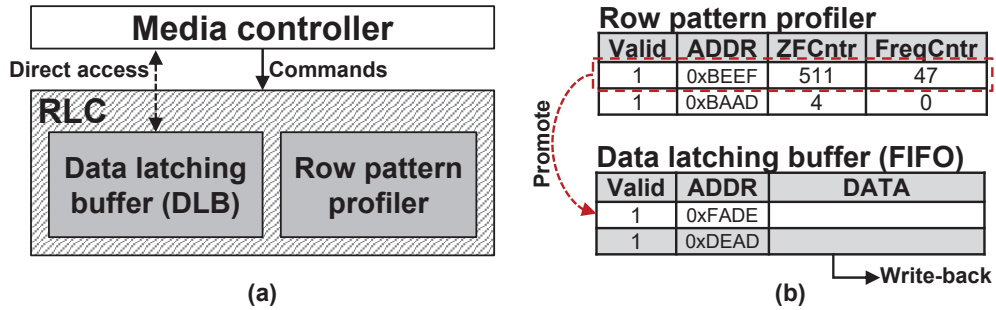 Media controller
Direct access
Commands
RLC
Data latching
buffer (DLB)
Row pattern
profiler
(a)
Row pattern profiler
Valid ADDR ZFCntr FreqCntr
1 0xBEEF 511 47
1 0xBAAD 4 0
Promote
Data latching buffer (FIFO)
Valid ADDR DATA
1 0xFADE
1 0xDEAD
Write-back
(b)